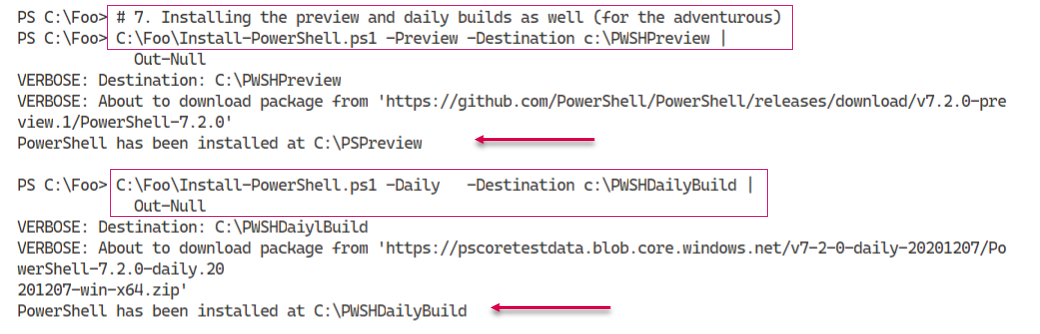 PS C:\Foo> # 7. Installing the preview and daily builds as well (for the adventurous)
PS C:\Foo> C:\Foo\Install-PowerShell.ps1 -Preview -Destination c:\PWSHPreview |
Out-Null
VERBOSE: Destination: C:\PWSHPreview
VERBOSE: About to download package from 'https://github.com/PowerShell/PowerShell/releases/download/v7.2.0-pre
view.1/PowerShell-7.2.0'
PowerShell has been installed at C:\PSPreview
PS C:\Foo> C:\Foo\Install-PowerShell.ps1 -Daily -Destination c:\PWSHDailyBuild |
Out-Null
VERBOSE: Destination: C:\PWSHDaiylBuild
VERBOSE: About to download package from 'https://pscoretestdata.blob.core.windows.net/v7-2-0-daily-20201207/Po
werShell-7.2.0-daily.20
201207-win-x64.zip'
PowerShell has been installed at C:\PWSHDailyBuild